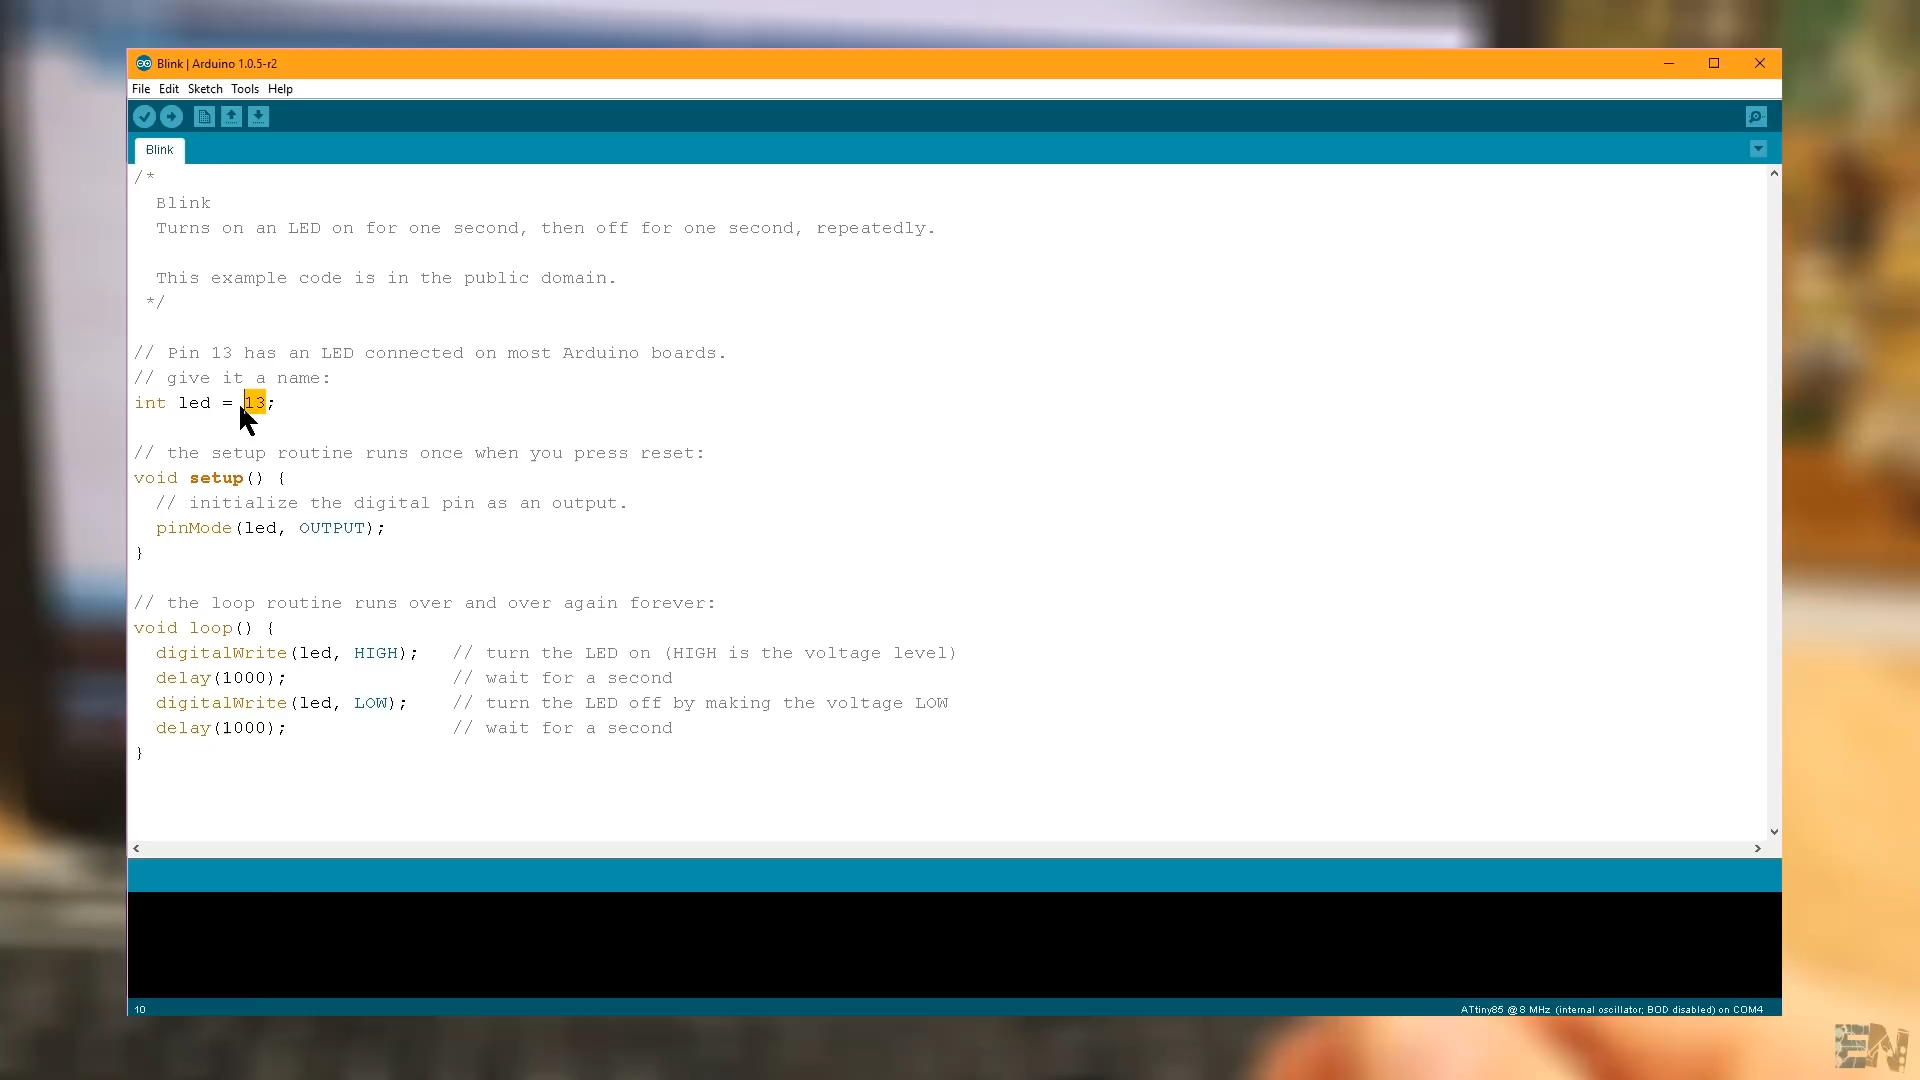 Blink | Arduino 1.0.5-r2
File Edit Sketch Tools Help
Blink
/*
  Blink
  Turns on an LED on for one second, then off for one second, repeatedly.

  This example code is in the public domain.
 */

// Pin 13 has an LED connected on most Arduino boards.
// give it a name:
int led = 13;

// the setup routine runs once when you press reset:
void setup() {
  // initialize the digital pin as an output.
  pinMode(led, OUTPUT);
}

// the loop routine runs over and over again forever:
void loop() {
  digitalWrite(led, HIGH);   // turn the LED on (HIGH is the voltage level)
  delay(1000);               // wait for a second
  digitalWrite(led, LOW);    // turn the LED off by making the voltage LOW
  delay(1000);               // wait for a second
}
10
ATtiny85 @ 8 MHz (internal oscillator; BOD disabled) on COM4
EN